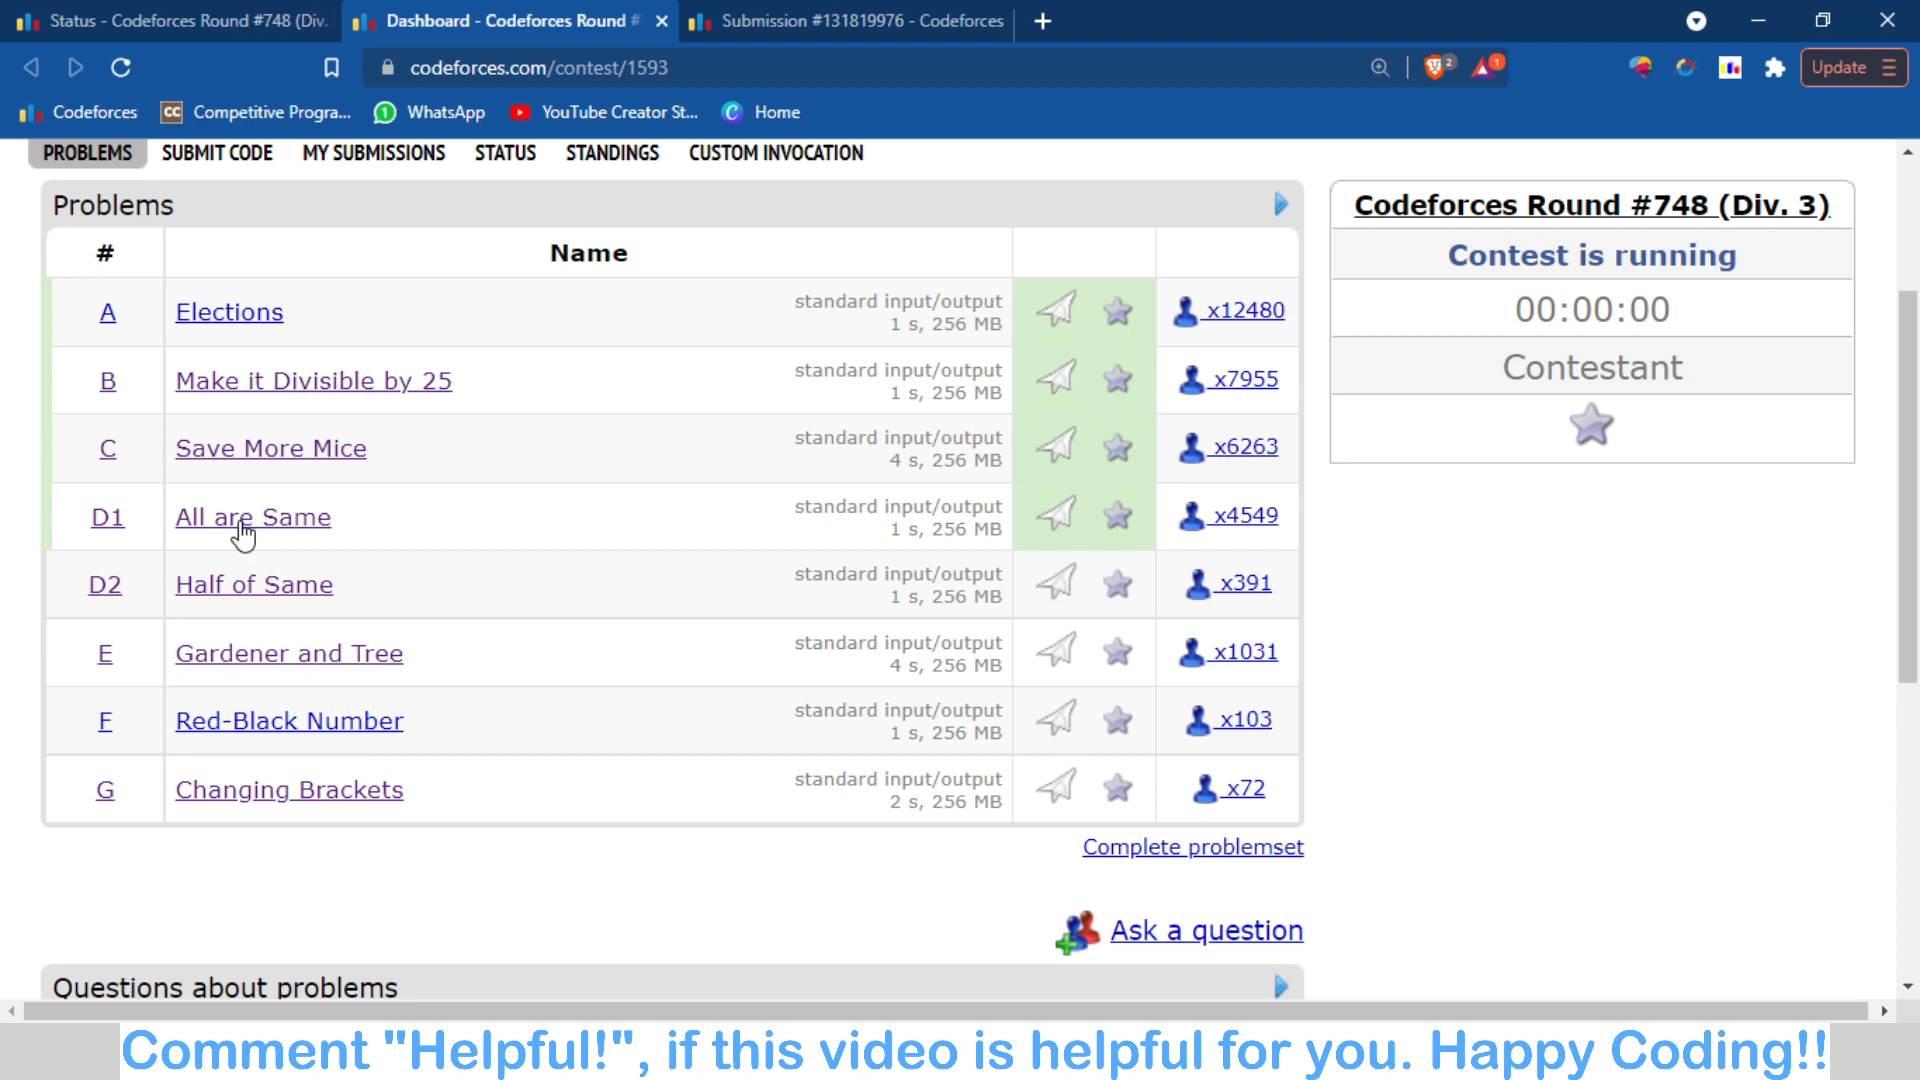 Status - Codeforces Round #748 (Div.
Dashboard - Codeforces Round #
Submission #131819976 - Codeforces
codeforces.com/contest/1593
2
1
Update
Codeforces
CC Competitive Progra...
1 WhatsApp
YouTube Creator St...
C Home
PROBLEMS SUBMIT CODE MY SUBMISSIONS STATUS STANDINGS CUSTOM INVOCATION
Problems
# Name
A Elections standard input/output x12480
1 s, 256 MB
B Make it Divisible by 25 standard input/output x7955
1 s, 256 MB
C Save More Mice standard input/output x6263
4 s, 256 MB
D1 All are Same standard input/output x4549
1 s, 256 MB
D2 Half of Same standard input/output x391
1 s, 256 MB
E Gardener and Tree standard input/output x1031
4 s, 256 MB
F Red-Black Number standard input/output x103
1 s, 256 MB
G Changing Brackets standard input/output x72
2 s, 256 MB
Complete problemset
Ask a question
Questions about problems
Codeforces Round #748 (Div. 3)
Contest is running
00:00:00
Contestant
Comment "Helpful!", if this video is helpful for you. Happy Coding!!